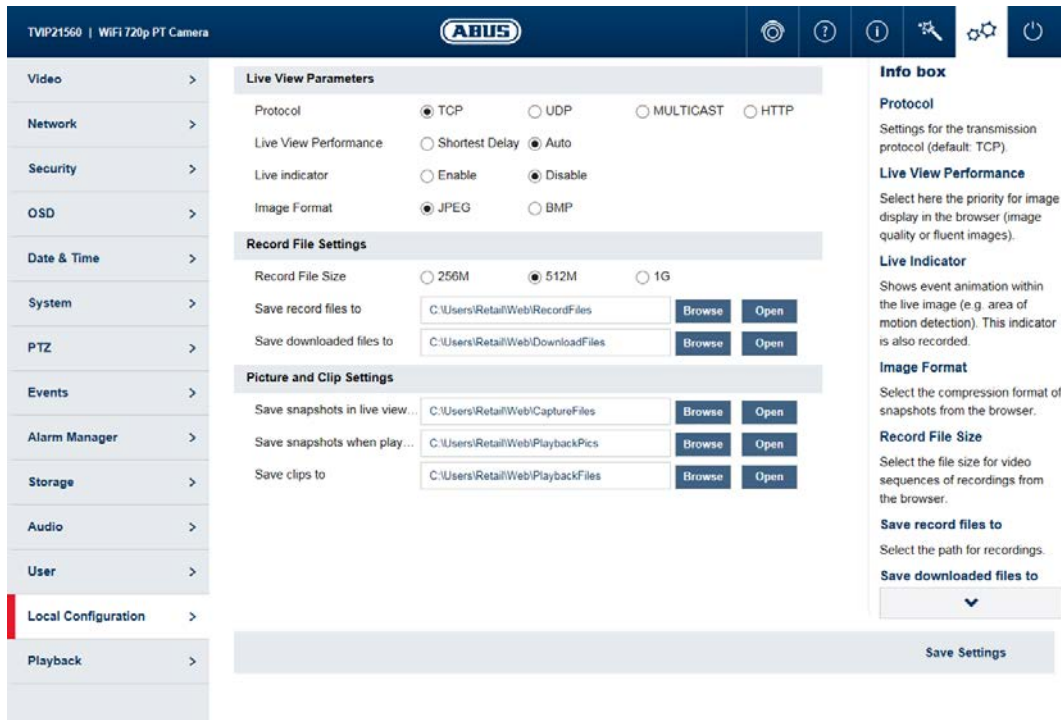 TVIP21560 | WiFi 720p PT Camera
ABUS
Video >
Network >
Security >
OSD >
Date & Time >
System >
PTZ >
Events >
Alarm Manager >
Storage >
Audio >
User >
Local Configuration >
Playback >
Live View Parameters
Protocol TCP UDP MULTICAST HTTP
Live View Performance Shortest Delay Auto
Live indicator Enable Disable
Image Format JPEG BMP
Record File Settings
Record File Size 256M 512M 1G
Save record files to C:\Users\Retail\Web\RecordFiles Browse Open
Save downloaded files to C:\Users\Retail\Web\DownloadFiles Browse Open
Picture and Clip Settings
Save snapshots in live view... C:\Users\Retail\Web\CaptureFiles Browse Open
Save snapshots when play... C:\Users\Retail\Web\PlaybackPics Browse Open
Save clips to C:\Users\Retail\Web\PlaybackFiles Browse Open
Info box
Protocol
Settings for the transmission
protocol (default: TCP).
Live View Performance
Select here the priority for image
display in the browser (image
quality or fluent images).
Live Indicator
Shows event animation within
the live image (e.g. area of
motion detection). This indicator
is also recorded.
Image Format
Select the compression format of
snapshots from the browser.
Record File Size
Select the file size for video
sequences of recordings from
the browser.
Save record files to
Select the path for recordings.
Save downloaded files to
Save Settings